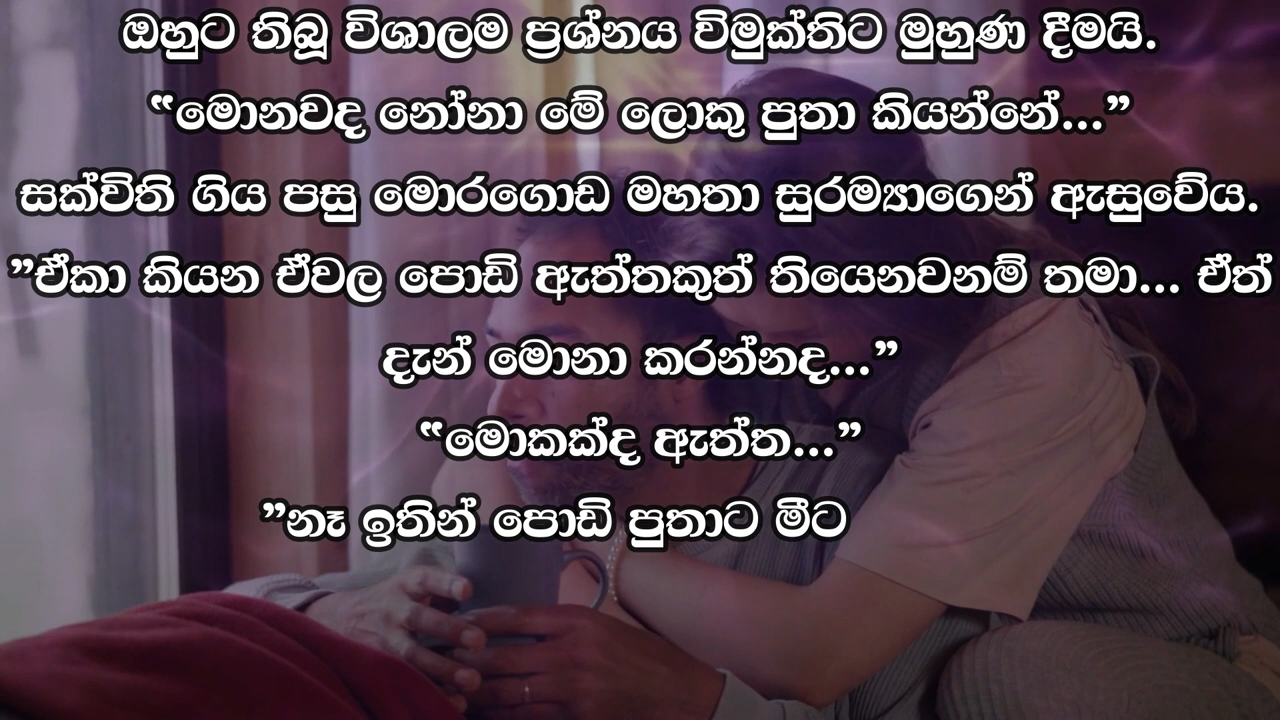 ඔහුට තිබූ විශාලම ප්‍රශ්නය විමුක්තිට මුහුණ දීමයි.
“මොනවද නෝනා මේ ලොකු පුතා කියන්නේ...”
සක්විති ගිය පසු මොරගොඩ මහතා සුරම්‍යාගෙන් ඇසුවේය.
”ඒකා කියන ඒවල පොඩි ඇත්තකුත් තියෙනවනම් තමා... ඒත්
දැන් මොනා කරන්නද...”
“මොකක්ද ඇත්ත...”
”නෑ ඉතින් පොඩි පුතාට මීට